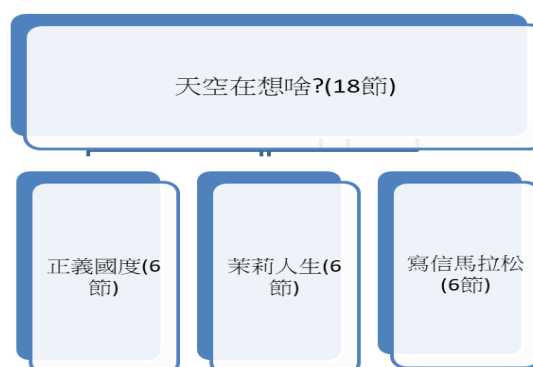 天空在想啥?(18節)
正義國度(6
節)
茉莉人生(6
節)
寫信馬拉松
(6節)